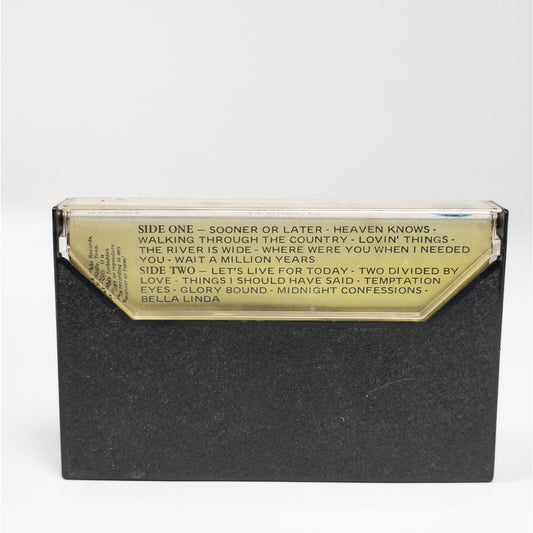 SIDE ONE — SOONER OR LATER - HEAVEN KNOWS -
WALKING THROUGH THE COUNTRY - LOVIN' THINGS -
THE RIVER IS WIDE - WHERE WERE YOU WHEN I NEEDED
YOU - WAIT A MILLION YEARS
SIDE TWO — LET'S LIVE FOR TODAY - TWO DIVIDED BY
LOVE - THINGS I SHOULD HAVE SAID - TEMPTATION
EYES - GLORY BOUND - MIDNIGHT CONFESSIONS -
BELLA LINDA